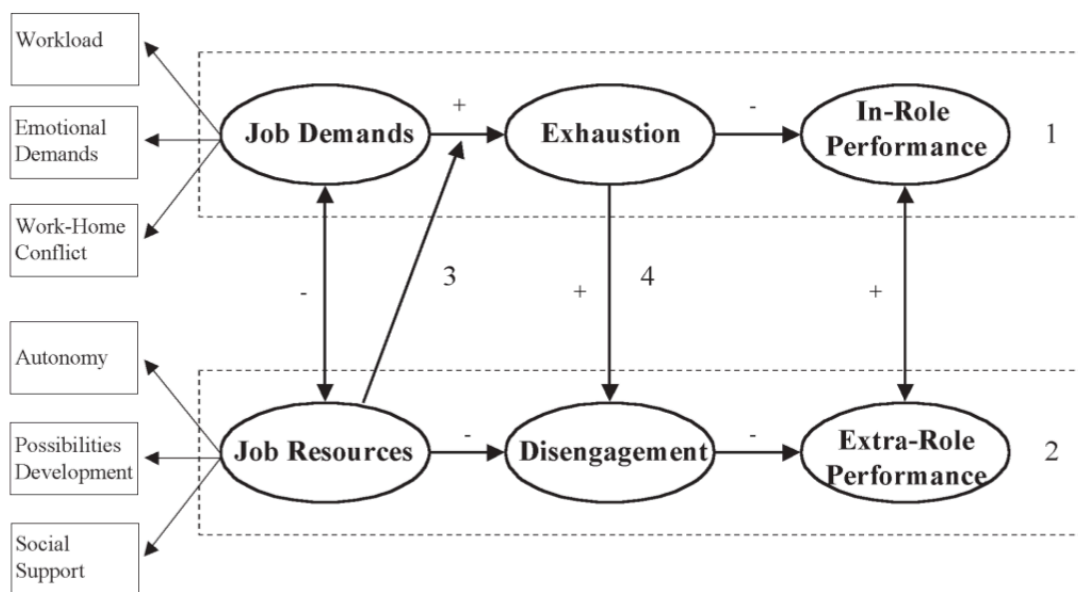 Workload
Emotional
Demands
Work-Home
Conflict
Job Demands
+
Exhaustion
-
In-Role
Performance
1
-
3
+
4
+
Autonomy
Possibilities
Development
Social
Support
Job Resources
-
Disengagement
-
Extra-Role
Performance
2